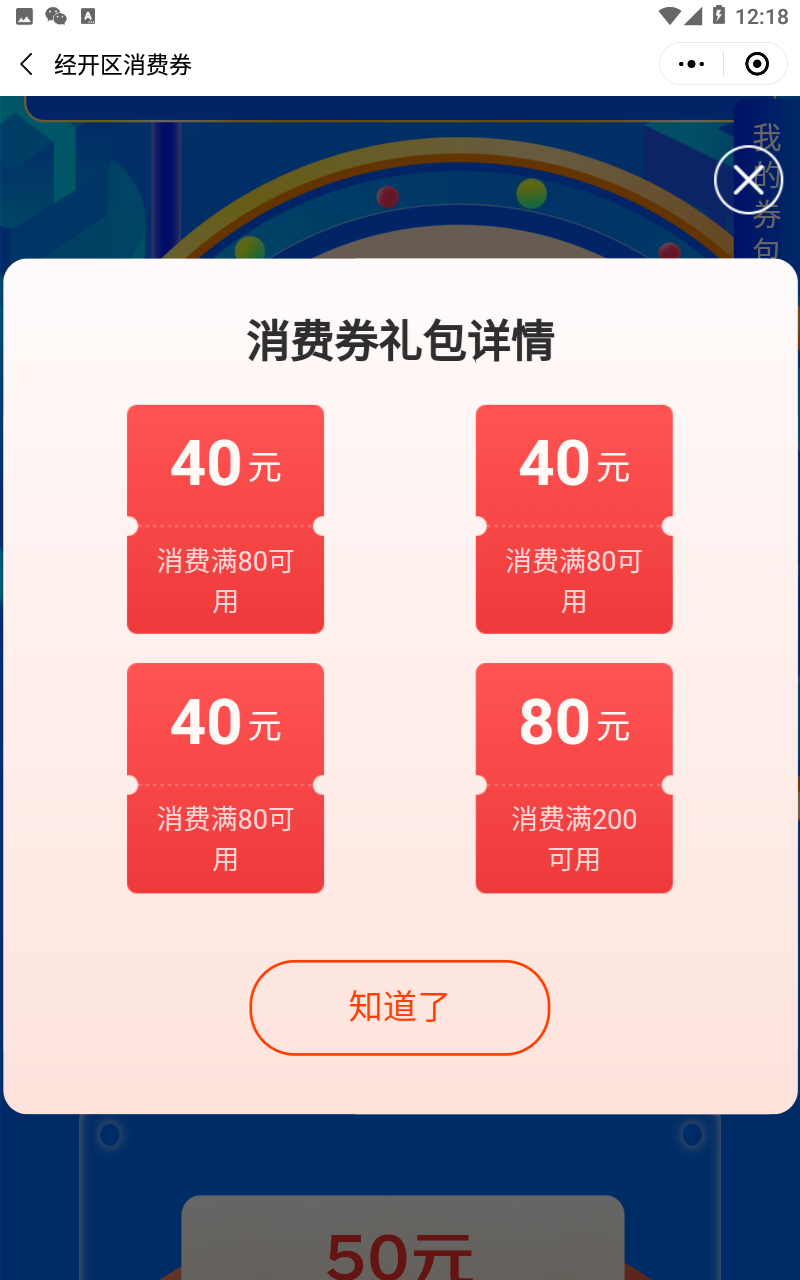 12:18
经开区消费券
我的券包
消费券礼包详情
40元
40元
消费满80可
用
消费满80可
用
40元
80元
消费满80可
用
消费满200
可用
知道了
50元